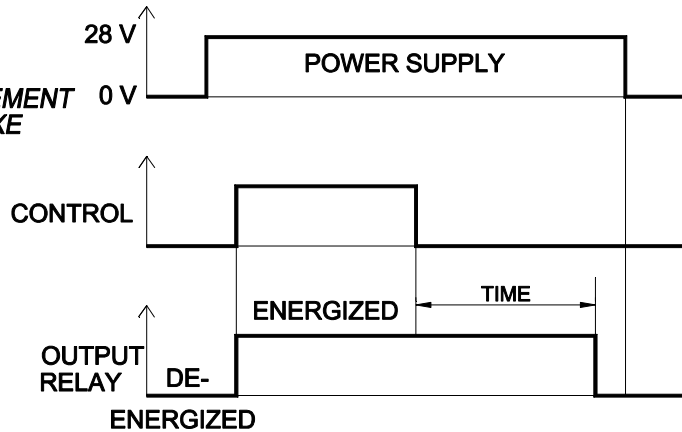 28 V
POWER SUPPLY
0 V
CONTROL
TIME
ENERGIZED
OUTPUT
RELAY
DE-
ENERGIZED